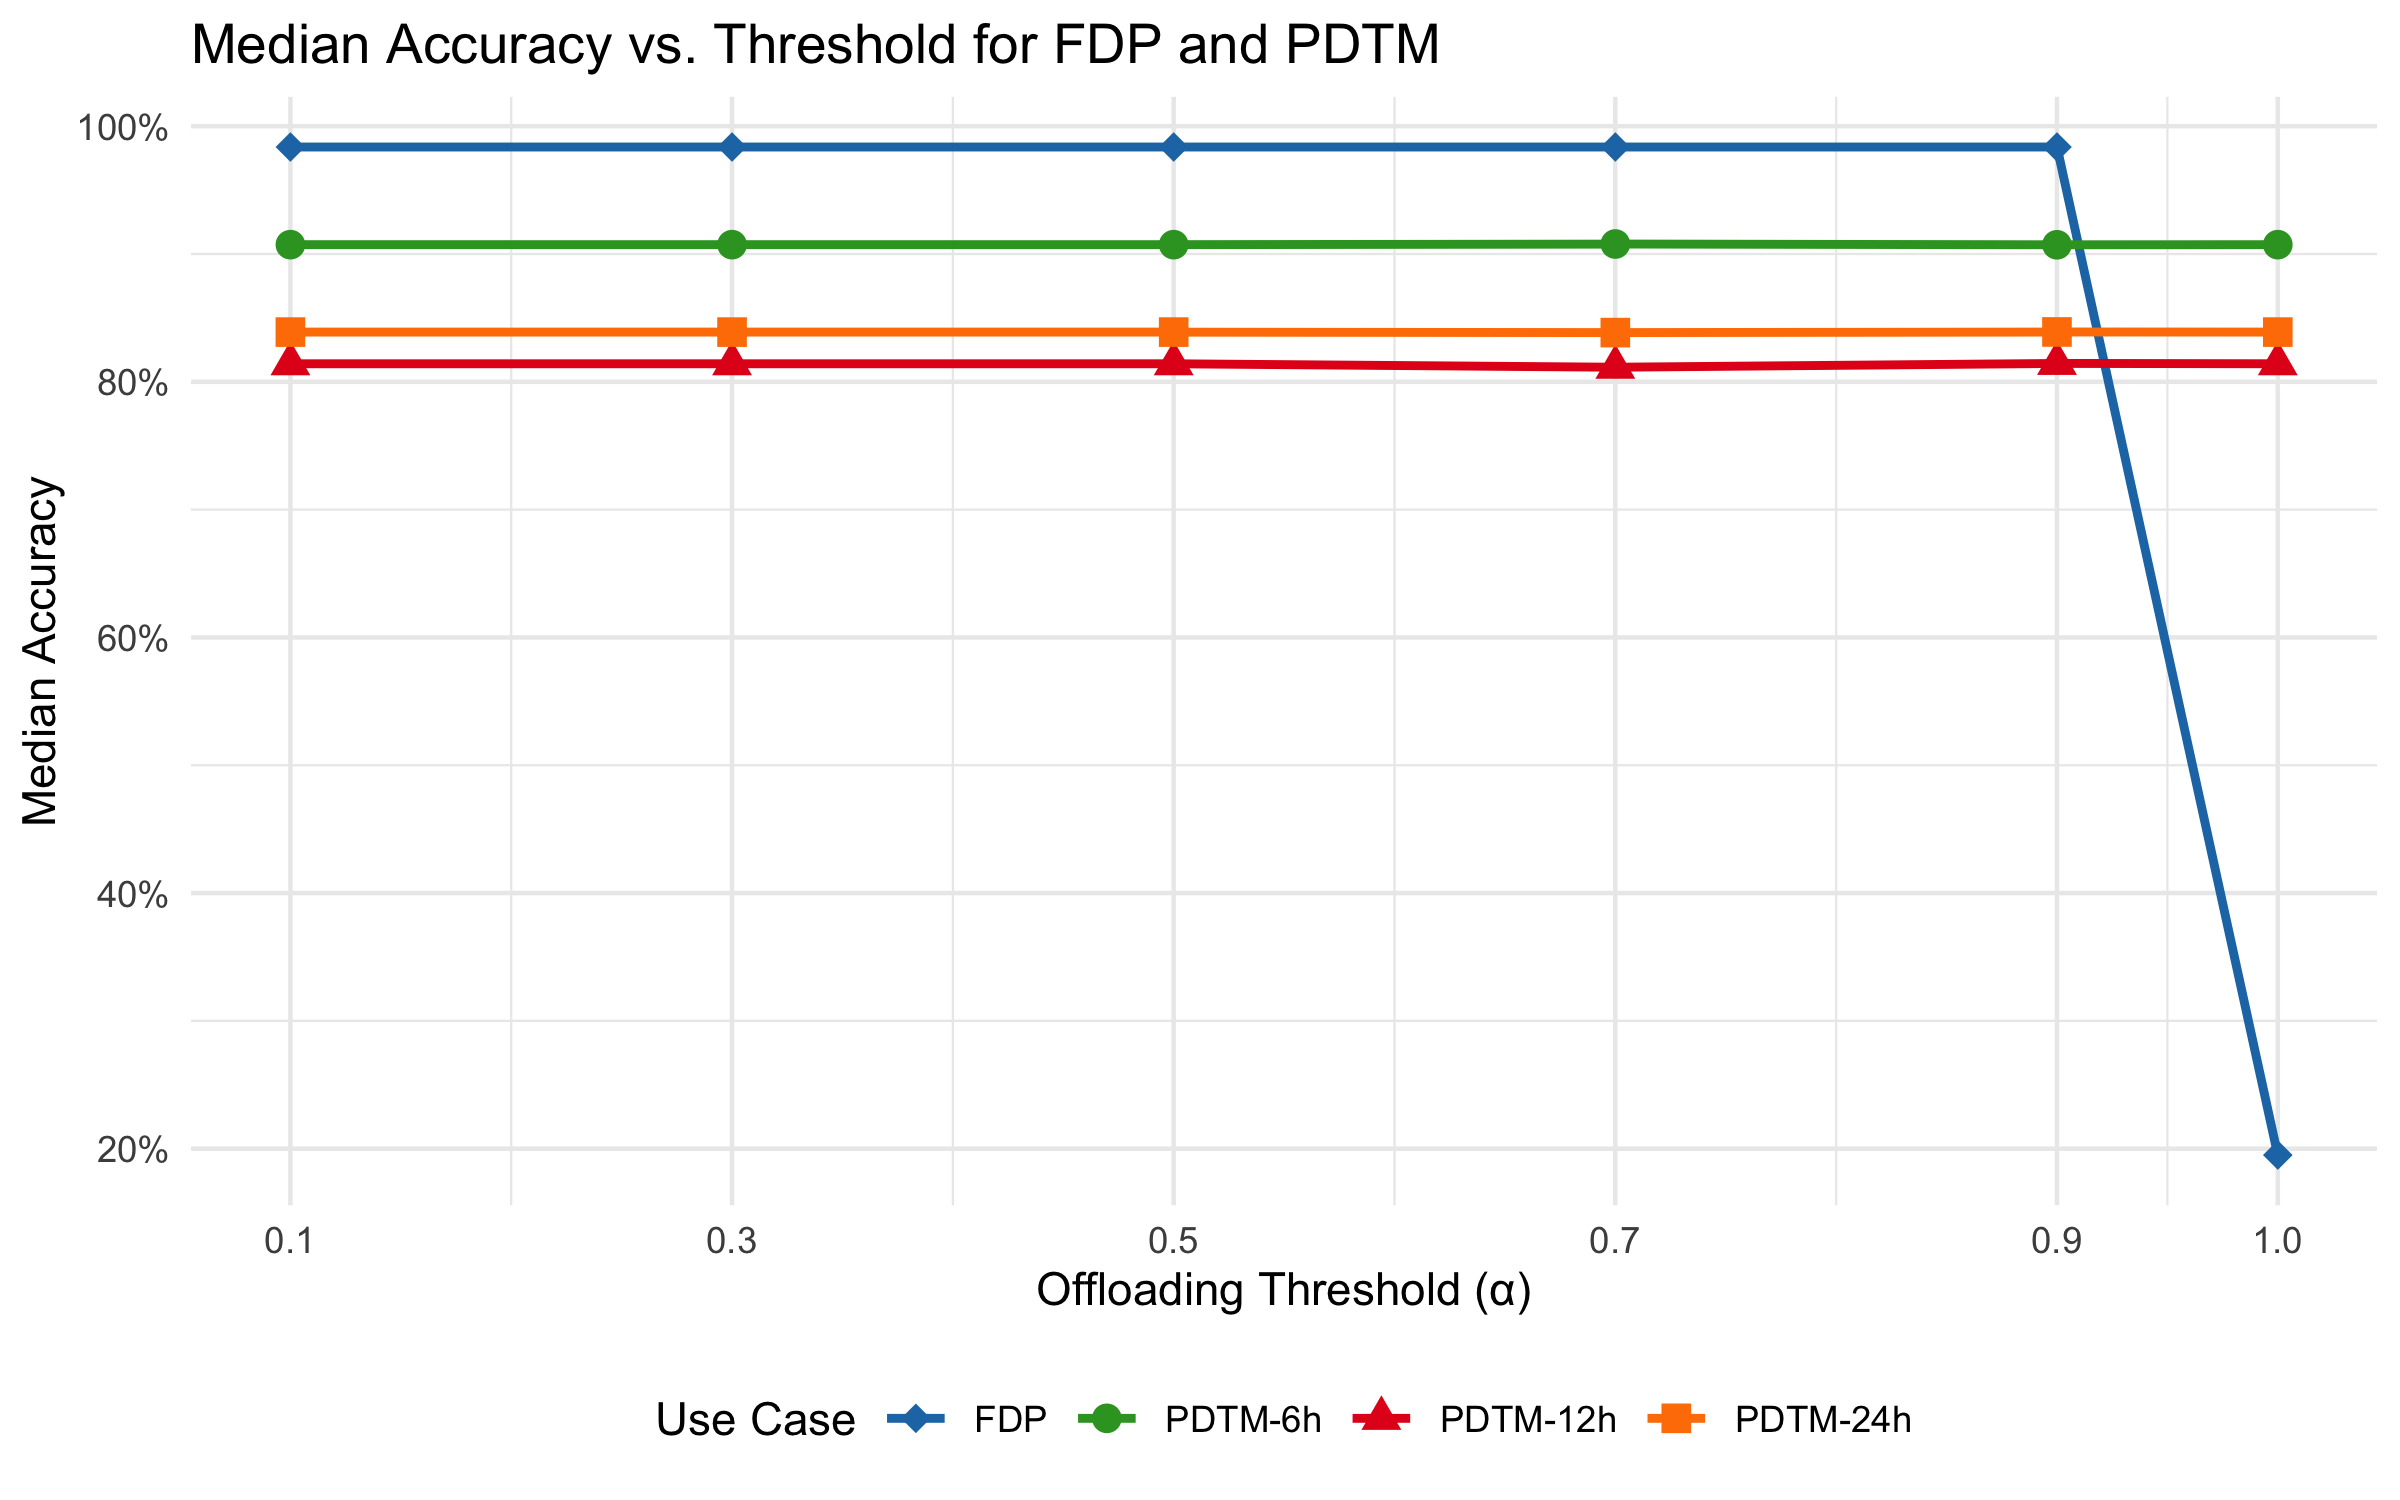 Median Accuracy vs. Threshold for FDP and PDTM
Median Accuracy
100%
80%
60%
40%
20%
0.1 0.3 0.5 0.7 0.9 1.0
Offloading Threshold (α)
Use Case FDP PDTM-6h PDTM-12h PDTM-24h